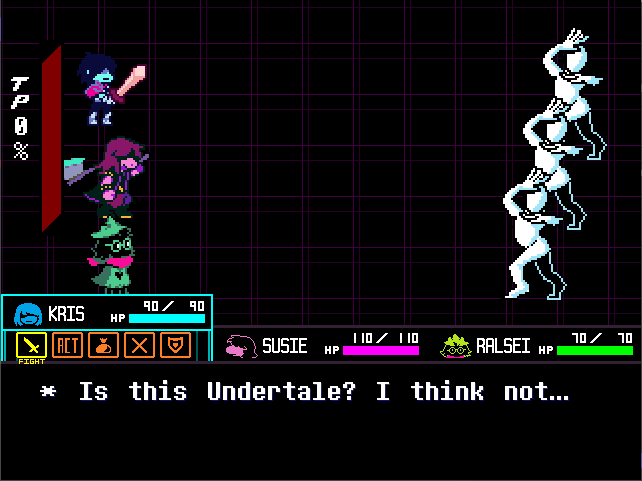 TP
0
%
KRIS
HP
90/ 90
FIGHT
ACT
SUSIE
HP
110/ 110
RALSEI
HP
70/ 70
* Is this Undertale? I think not…